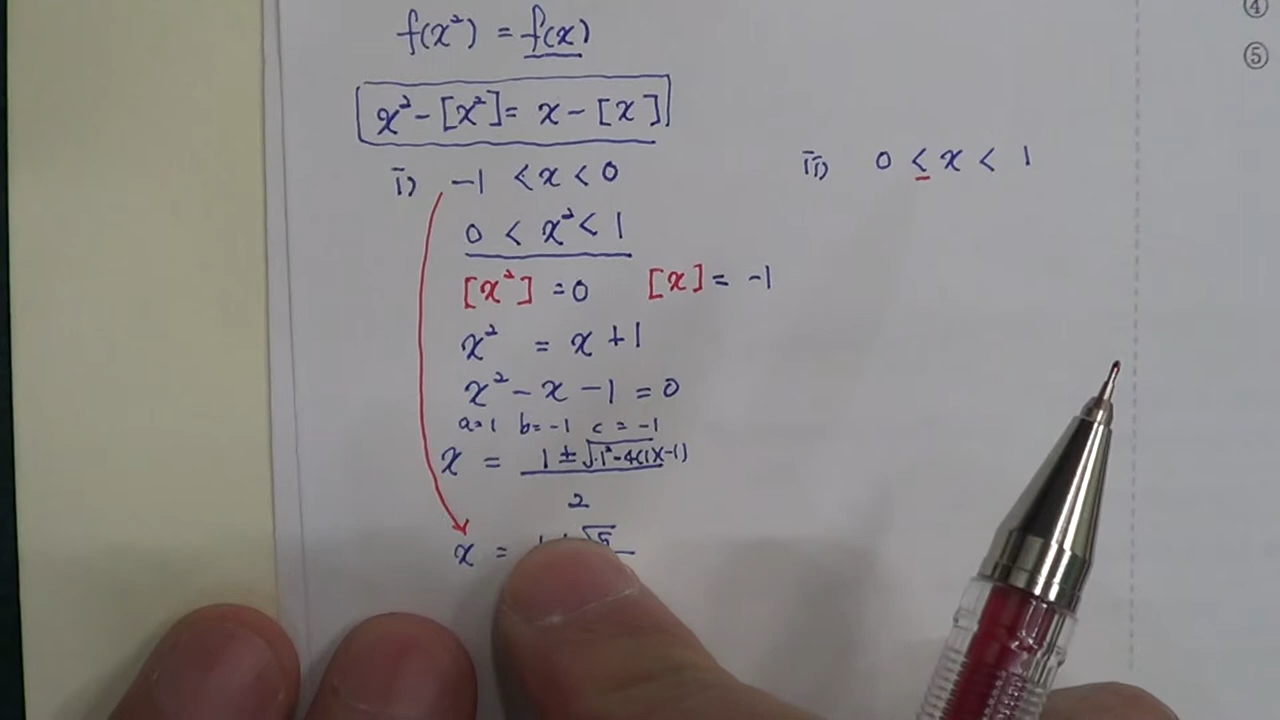 f(x²) = f(x)
x² - [x²] = x - [x]
i) -1 < x < 0
0 < x² < 1
[x²] = 0 [x] = -1
x² = x + 1
x² - x - 1 = 0
a=1 b=-1 c=-1
x = 1 ± √1²-4(1)(-1)
2
x = √5
ii) 0 ≤ x < 1
④
⑤